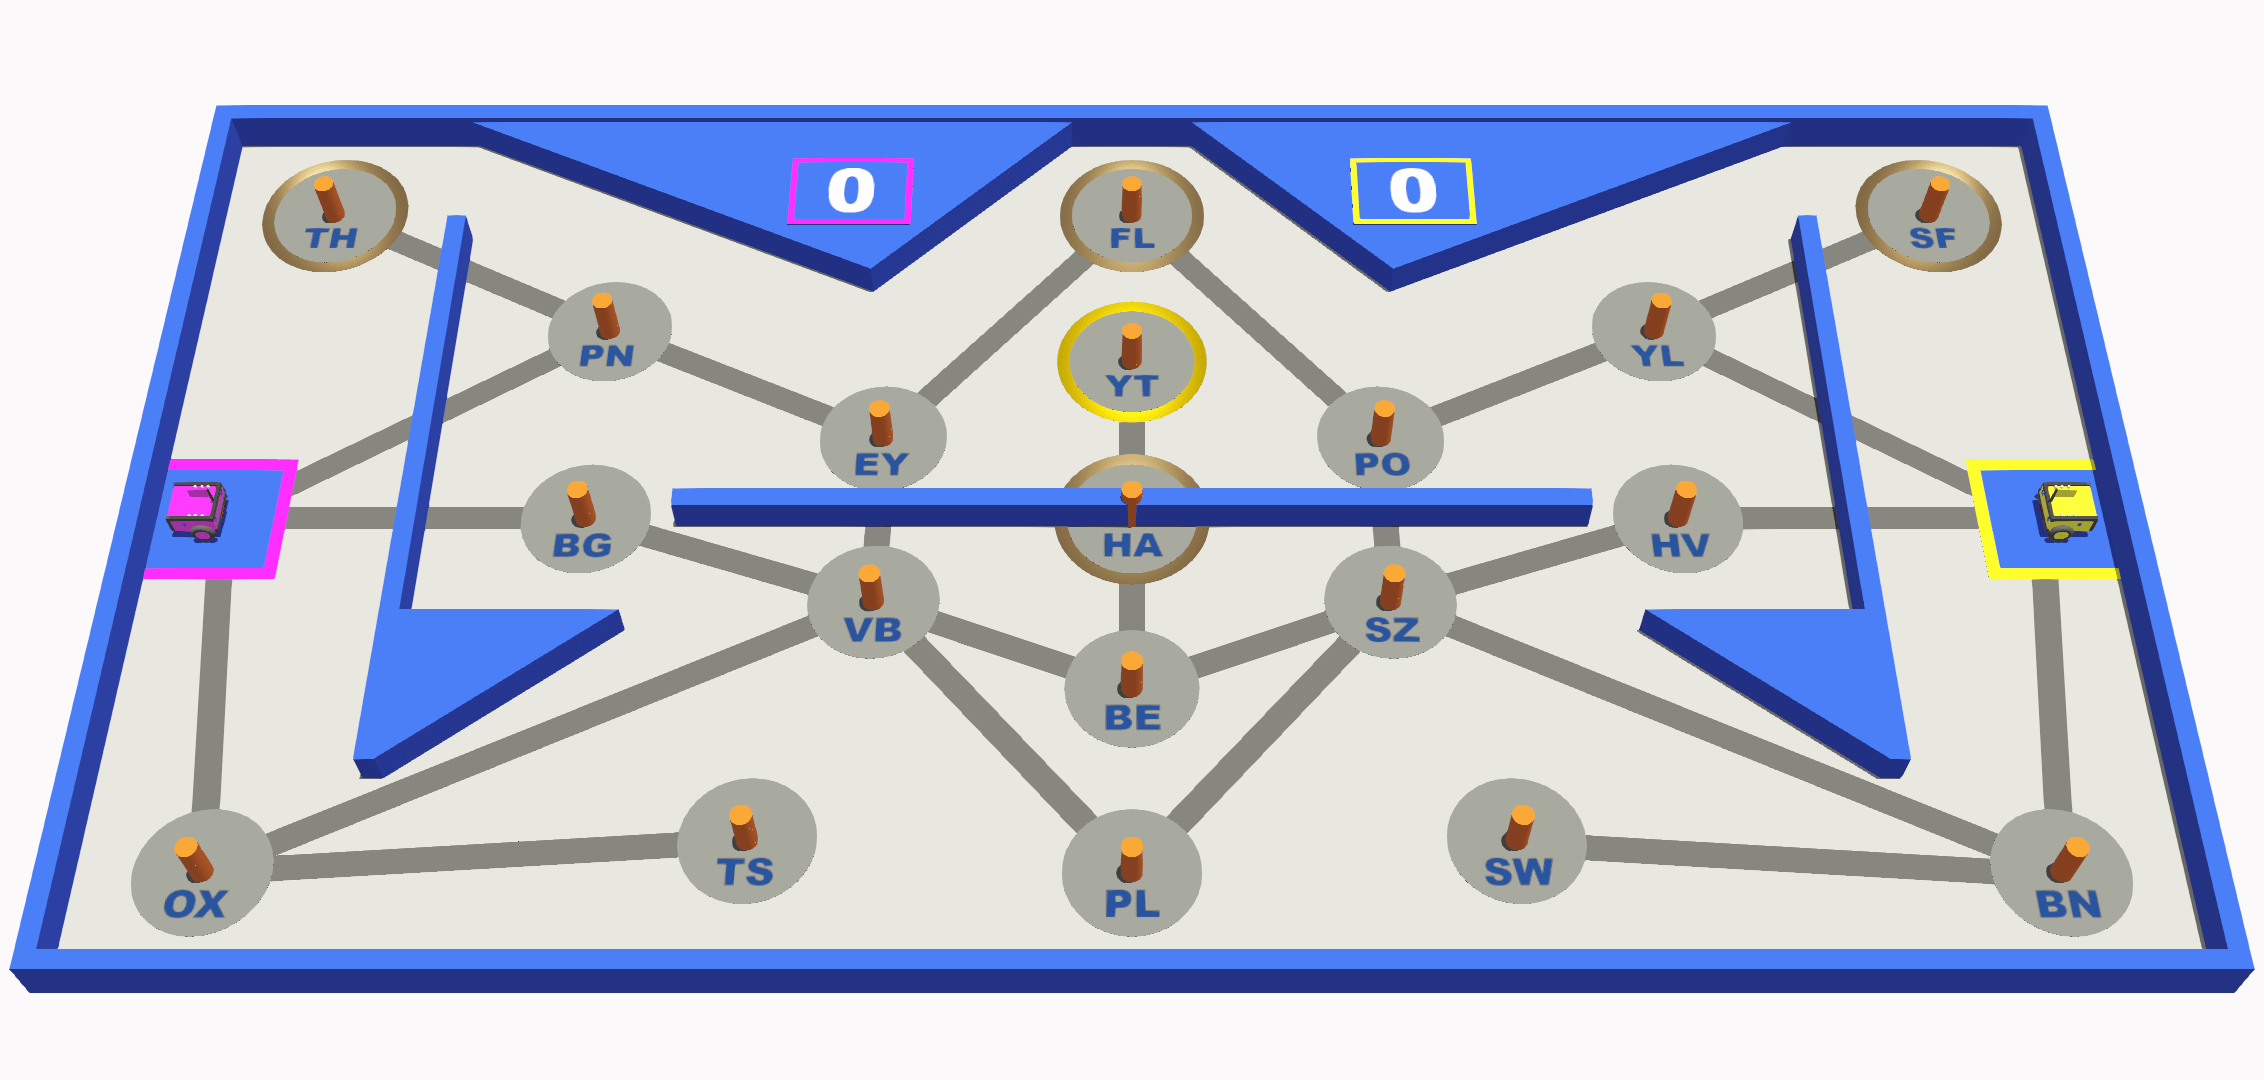 0 0
TH FL SF
PN YT YL
EY PO
BG HA HV
VB SZ
BE
TS SW
OX PL BN